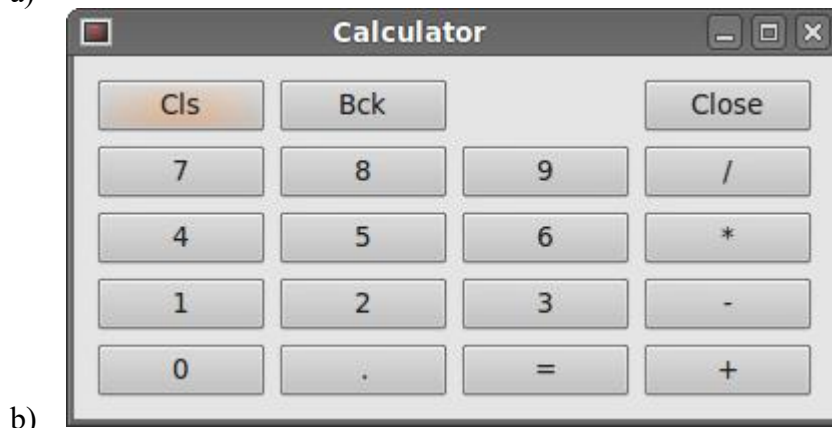 Calculator
Cls Bck Close
7 8 9 /
4 5 6 *
1 2 3 -
0 . = +
b)